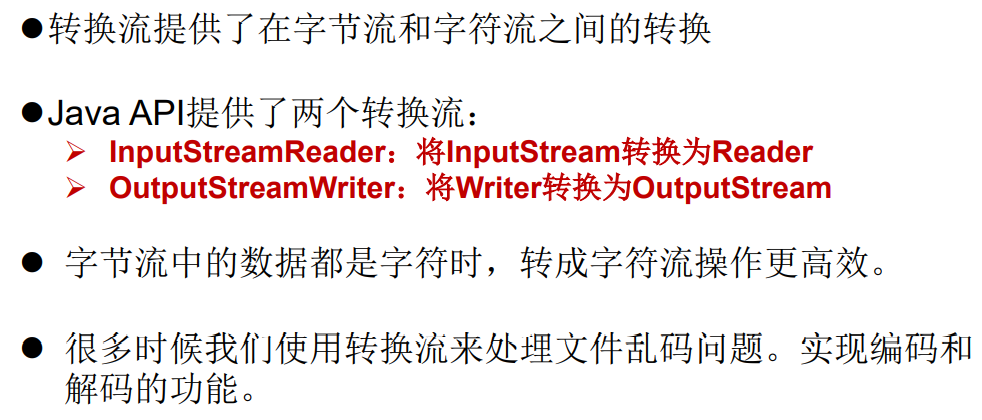 ●转换流提供了在字节流和字符流之间的转换
●Java API提供了两个转换流：
➢ InputStreamReader：将InputStream转换为Reader
➢ OutputStreamWriter：将Writer转换为OutputStream
● 字节流中的数据都是字符时，转成字符流操作更高效。
● 很多时候我们使用转换流来处理文件乱码问题。实现编码和
解码的功能。